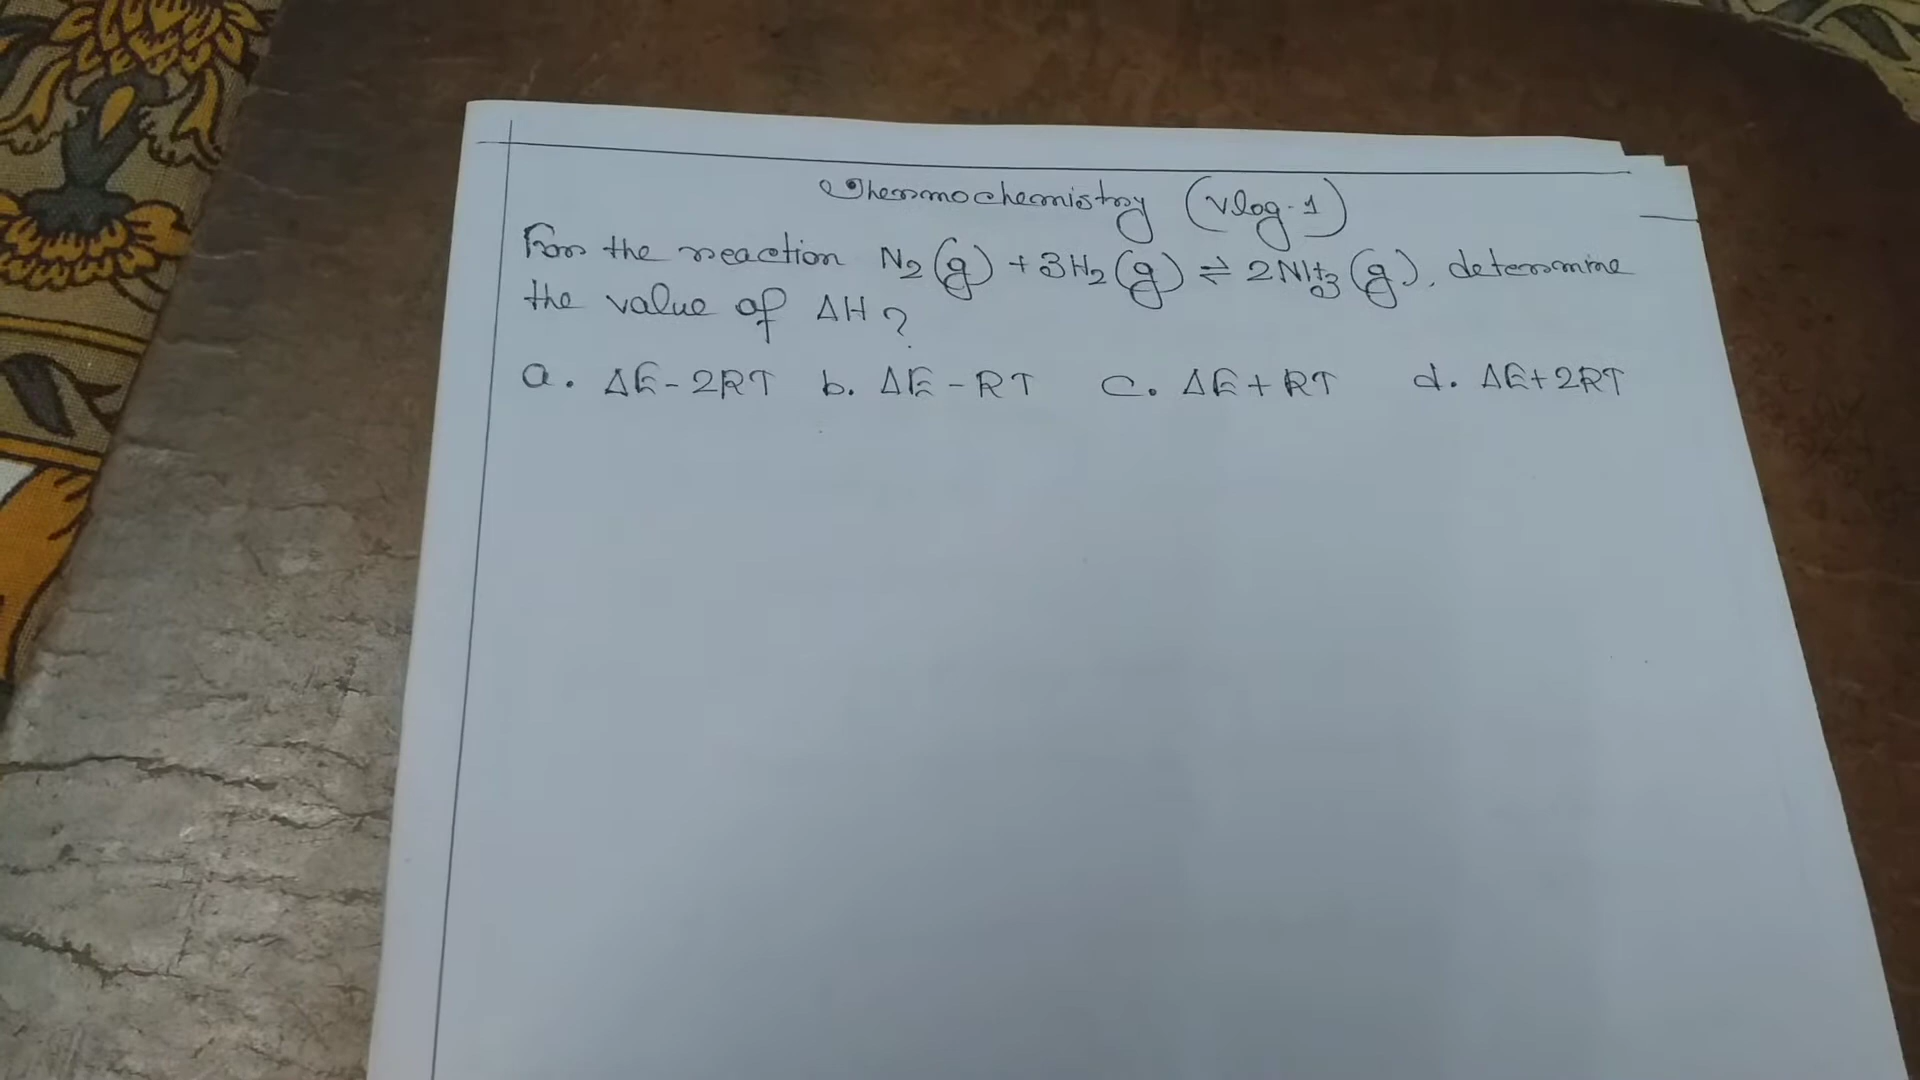 Thermochemistry (vlog-1)
For the reaction N₂(g) + 3H₂(g) ⇌ 2NH₃(g), determine
the value of ΔH?
a. ΔE - 2RT b. ΔE - RT c. ΔE + RT d. ΔE + 2RT